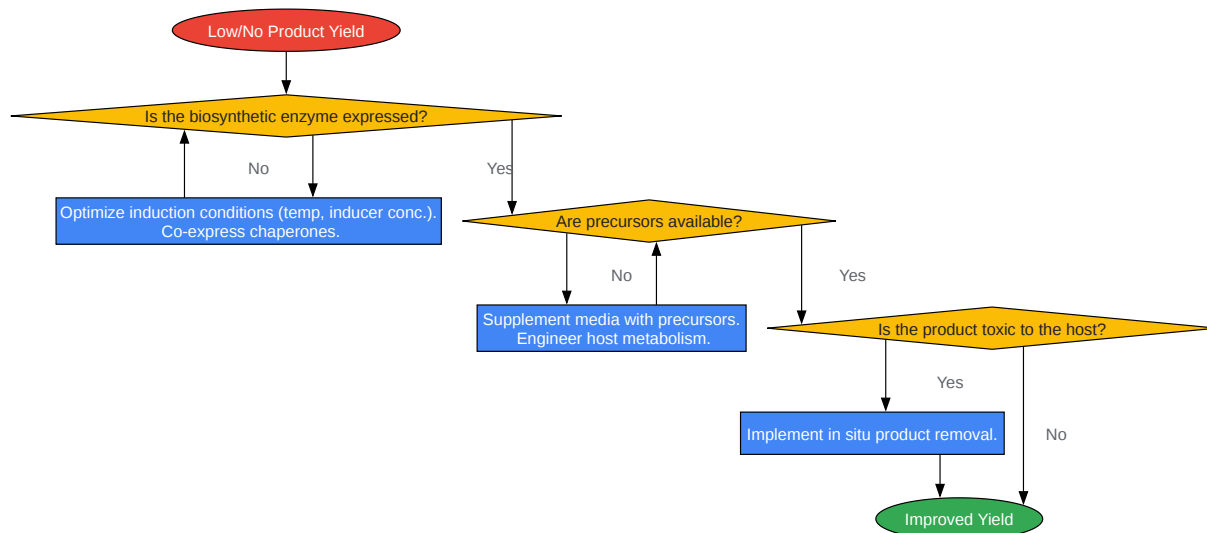 Low/No Product Yield
Is the biosynthetic enzyme expressed?
No
Yes
Optimize induction conditions (temp, inducer conc.).
Co-express chaperones.
Are precursors available?
No
Yes
Supplement media with precursors.
Engineer host metabolism.
Is the product toxic to the host?
Yes
Implement in situ product removal.
No
Improved Yield